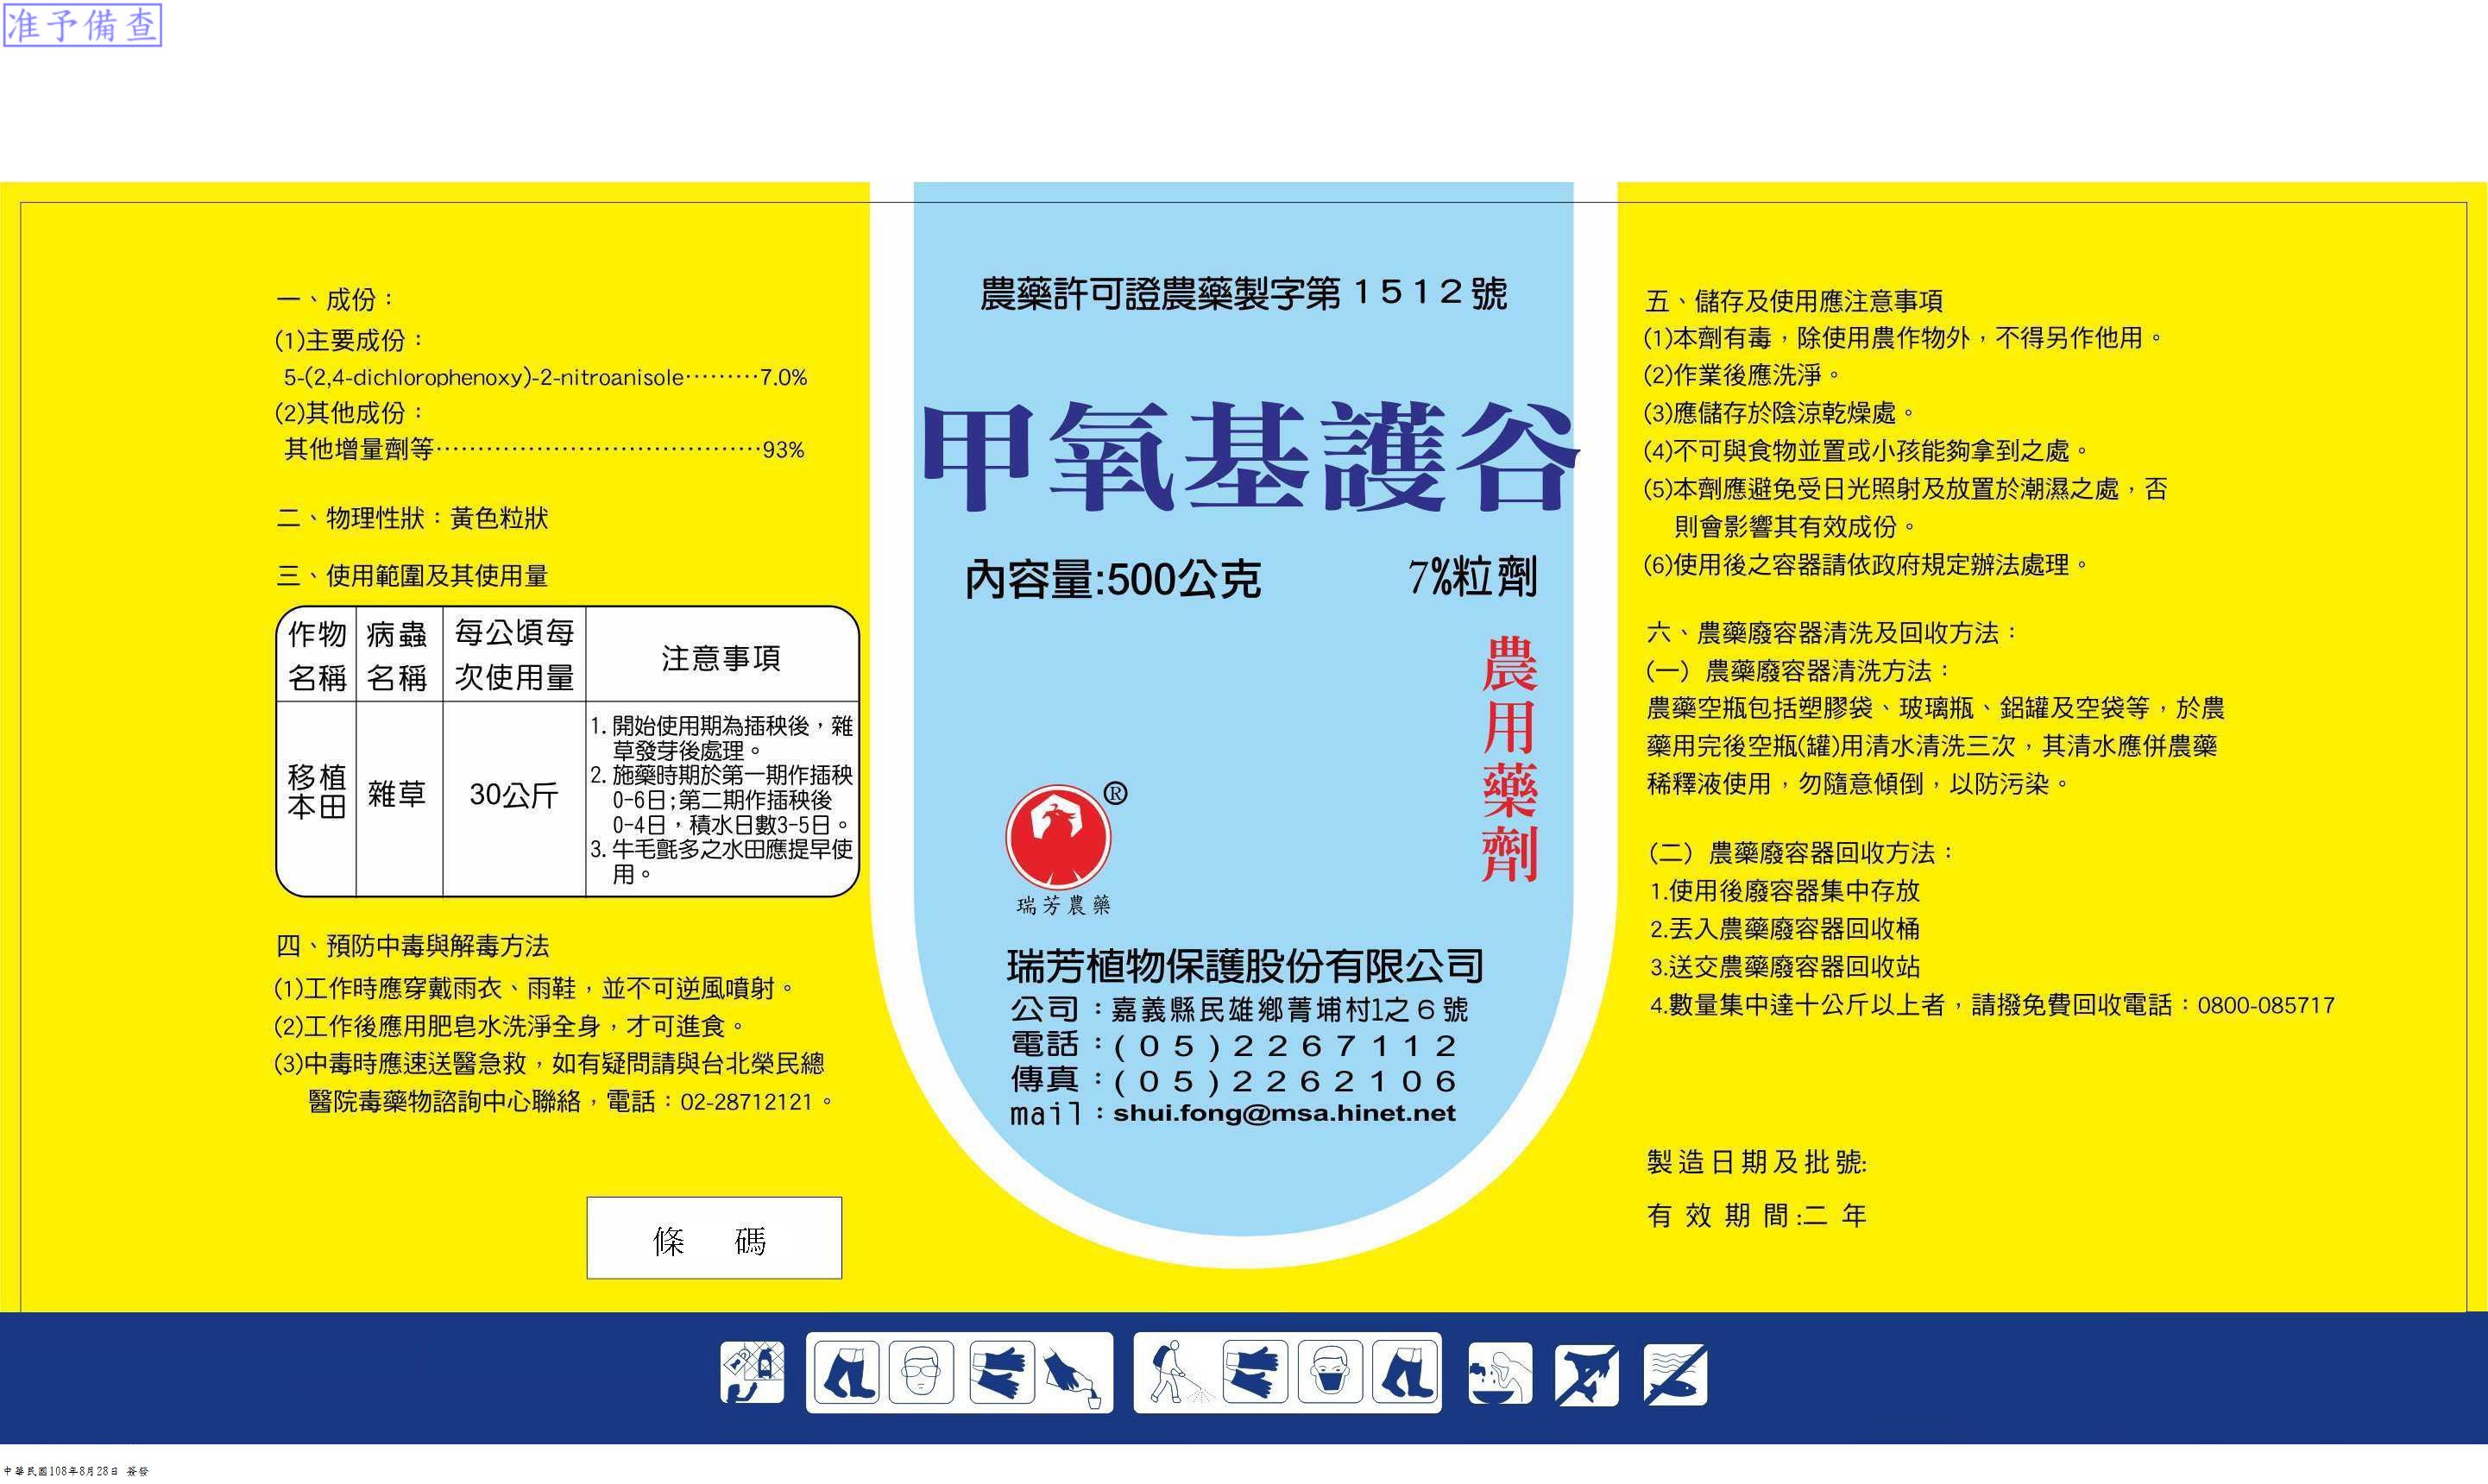 准予備查
一、成份：
(1)主要成份：
5-(2,4-dichlorophenoxy)-2-nitroanisole………7.0%
(2)其他成份：
其他增量劑等…………………………………93%
二、物理性狀：黃色粒狀
三、使用範圍及其使用量
作物名稱
病蟲名稱
每公頃每次使用量
注意事項
移植本田
雜草
30公斤
1. 開始使用期為插秧後，雜
草發芽後處理。
2. 施藥時期於第一期作插秧
0-6日;第二期作插秧後
0-4日，積水日數3-5日。
3. 牛毛氈多之水田應提早使
用。
四、預防中毒與解毒方法
(1)工作時應穿戴雨衣、雨鞋，並不可逆風噴射。
(2)工作後應用肥皂水洗淨全身，才可進食。
(3)中毒時應速送醫急救，如有疑問請與台北榮民總
醫院毒藥物諮詢中心聯絡，電話：02-28712121。
條 碼
農藥許可證農藥製字第１５１２號
甲氧基護谷
內容量:500公克
7%粒劑
農用藥劑
®
瑞芳農藥
瑞芳植物保護股份有限公司
公司：嘉義縣民雄鄉菁埔村1之６號
電話：(０５)２２６７１１２
傳真：(０５)２２６２１０６
mail：shui.fong@msa.hinet.net
五、儲存及使用應注意事項
(1)本劑有毒，除使用農作物外，不得另作他用。
(2)作業後應洗淨。
(3)應儲存於陰涼乾燥處。
(4)不可與食物並置或小孩能夠拿到之處。
(5)本劑應避免受日光照射及放置於潮濕之處，否
則會影響其有效成份。
(6)使用後之容器請依政府規定辦法處理。
六、農藥廢容器清洗及回收方法：
(一）農藥廢容器清洗方法：
農藥空瓶包括塑膠袋、玻璃瓶、鋁罐及空袋等，於農
藥用完後空瓶(罐)用清水清洗三次，其清水應併農藥
稀釋液使用，勿隨意傾倒，以防污染。
(二）農藥廢容器回收方法：
1.使用後廢容器集中存放
2.丟入農藥廢容器回收桶
3.送交農藥廢容器回收站
4.數量集中達十公斤以上者，請撥免費回收電話：0800-085717
製造日期及批號:
有效期間:二年
中華民國108年8月28日 簽發